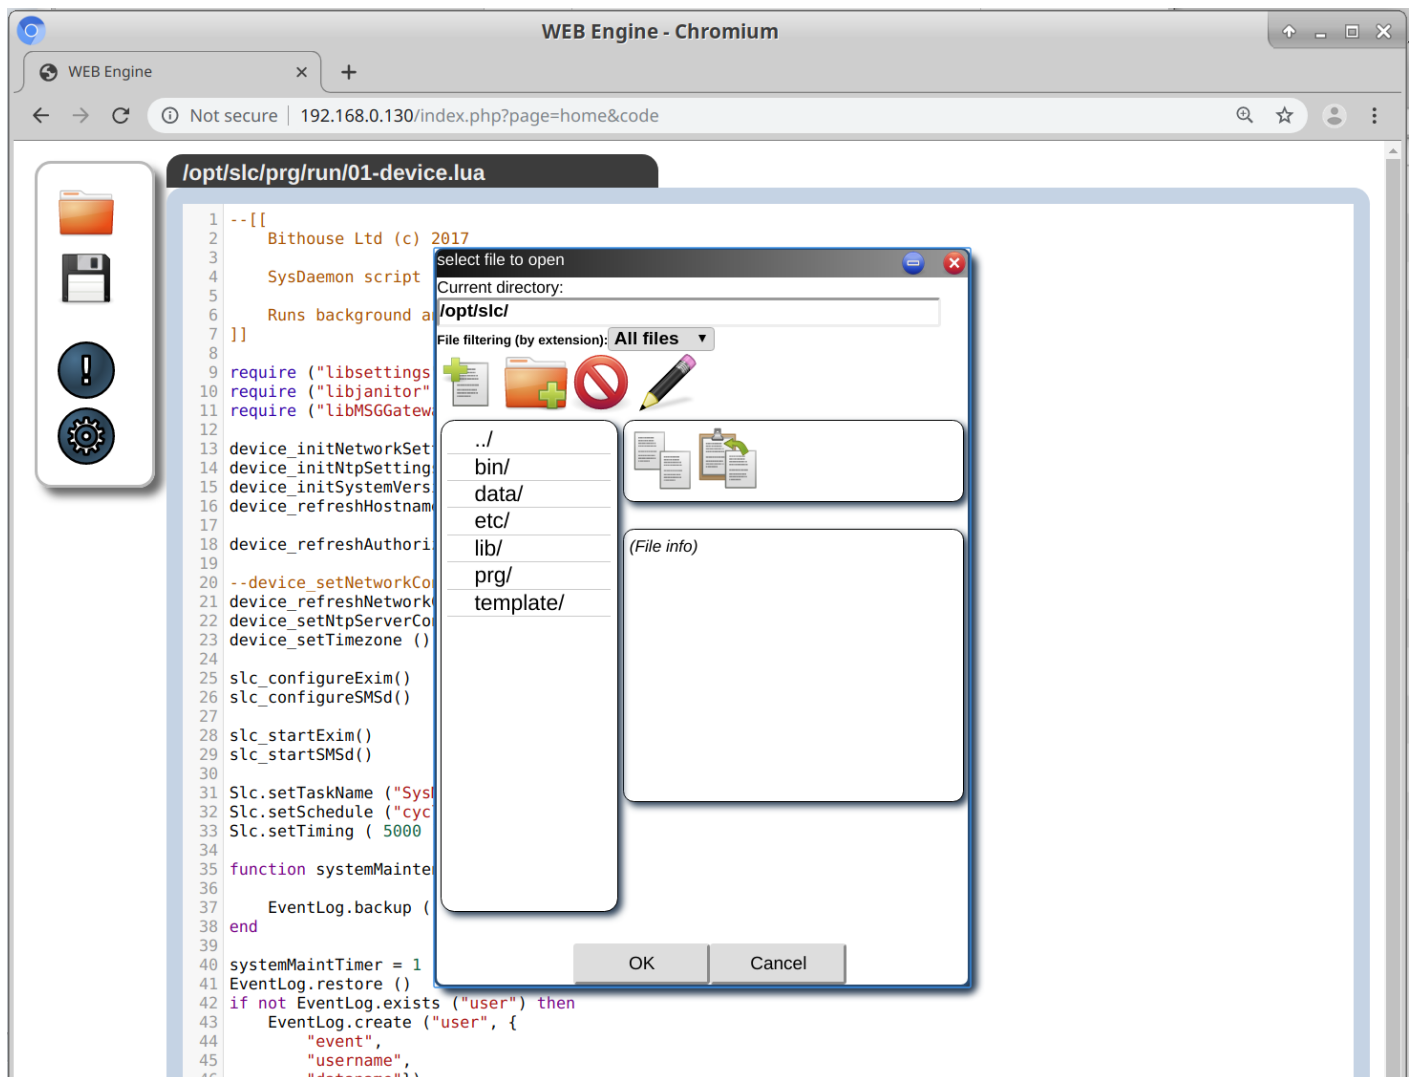 WEB Engine - Chromium
WEB Engine
Not secure | 192.168.0.130/index.php?page=home&code
/opt/slc/prg/run/01-device.lua
1 --[[
2 Bithouse Ltd (c) 2017
3
4 SysDaemon script
5
6 Runs background
7 ]]
8
9 require ("libsettings
10 require ("libjanitor"
11 require ("libMSGGatew
12
13 device_initNetworkSet
14 device_initNtpSetting
15 device_initSystemVers
16 device_refreshHostnam
17
18 device_refreshAuthori
19
20 --device_setNetworkCo
21 device_refreshNetwork
22 device_setNtpServerCo
23 device_setTimezone ()
24
25 slc_configureExim()
26 slc_configureSMSd()
27
28 slc_startExim()
29 slc_startSMSd()
30
31 Slc.setTaskName ("Sys
32 Slc.setSchedule ("cyc
33 Slc.setTiming ( 5000
34
35 function systemMainte
36
37 EventLog.backup (
38 end
39
40 systemMaintTimer = 1
41 EventLog.restore ()
42 if not EventLog.exists ("user") then
43 EventLog.create ("user", {
44 "event",
45 "username",
select file to open
Current directory:
/opt/slc/
File filtering (by extension): All files
../
bin/
data/
etc/
lib/
prg/
template/
(File info)
OK
Cancel